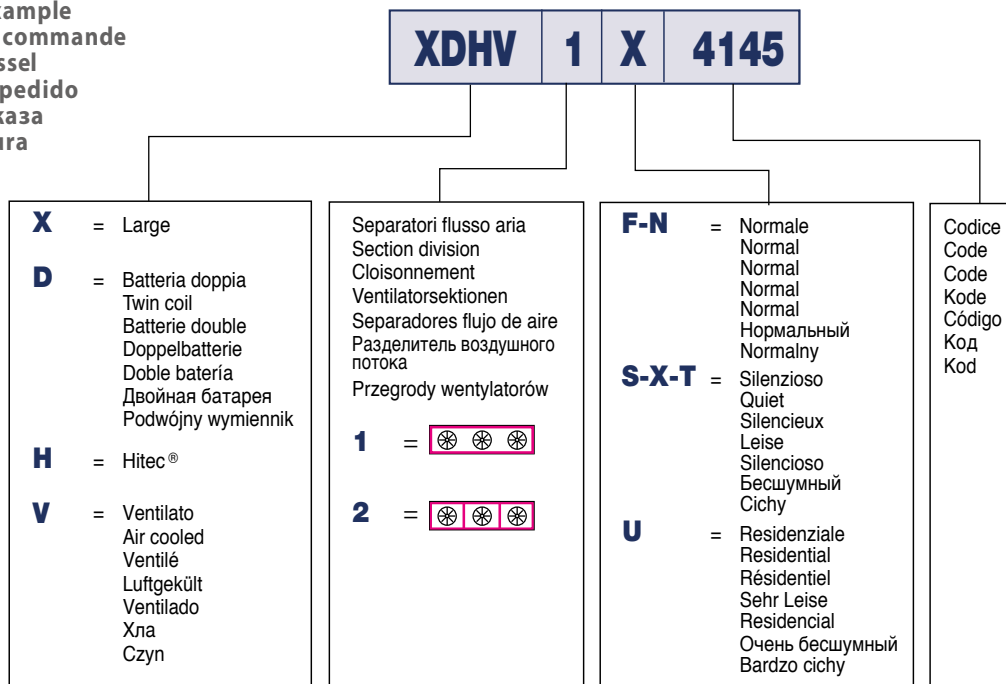 commande
pedido
XDHV 1 X 4145
X = Large
D = Batteria doppia
Twin coil
Batterie double
Doppelbatterie
Doble batería
Двойная батарея
Podwójny wymiennik
H = Hitec ®
V = Ventilato
Air cooled
Ventilé
Luftgekült
Ventilado
Хла
Czyn
Separatori flusso aria
Section division
Cloisonnement
Ventilatorsektionen
Separadores flujo de aire
Разделитель воздушного
потока
Przegrody wentylatorów
1 =
2 =
F-N = Normale
Normal
Normal
Normal
Normal
Нормальный
Normalny
S-X-T = Silenzioso
Quiet
Silencieux
Leise
Silencioso
Бесшумный
Cichy
U = Residenziale
Residential
Résidentiel
Sehr Leise
Residencial
Очень бесшумный
Bardzo cichy
Codice
Code
Code
Kode
Código
Код
Kod